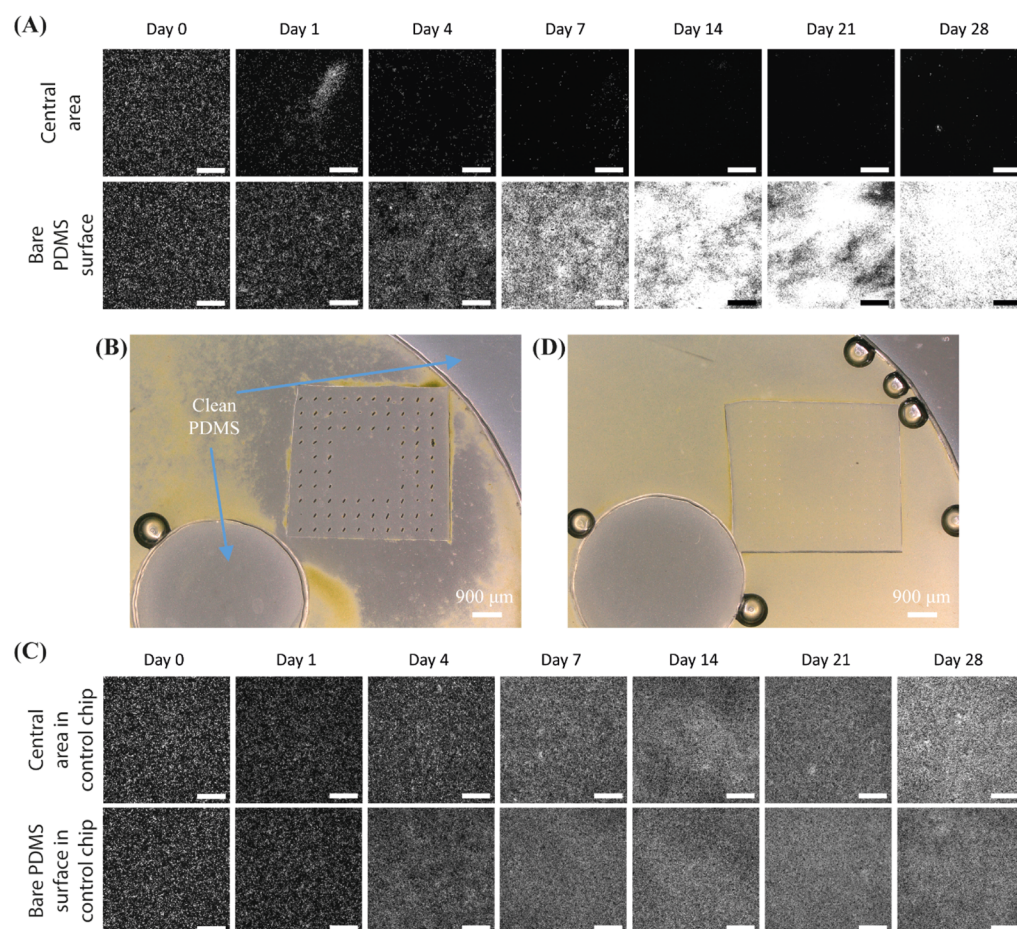 (A)
Day 0 Day 1 Day 4 Day 7 Day 14 Day 21 Day 28
Central
area
Bare
PDMS
surface
(B)
Clean
PDMS
900 µm
(D)
900 µm
(C)
Day 0 Day 1 Day 4 Day 7 Day 14 Day 21 Day 28
Central
area in
control chip
Bare PDMS
surface in
control chip